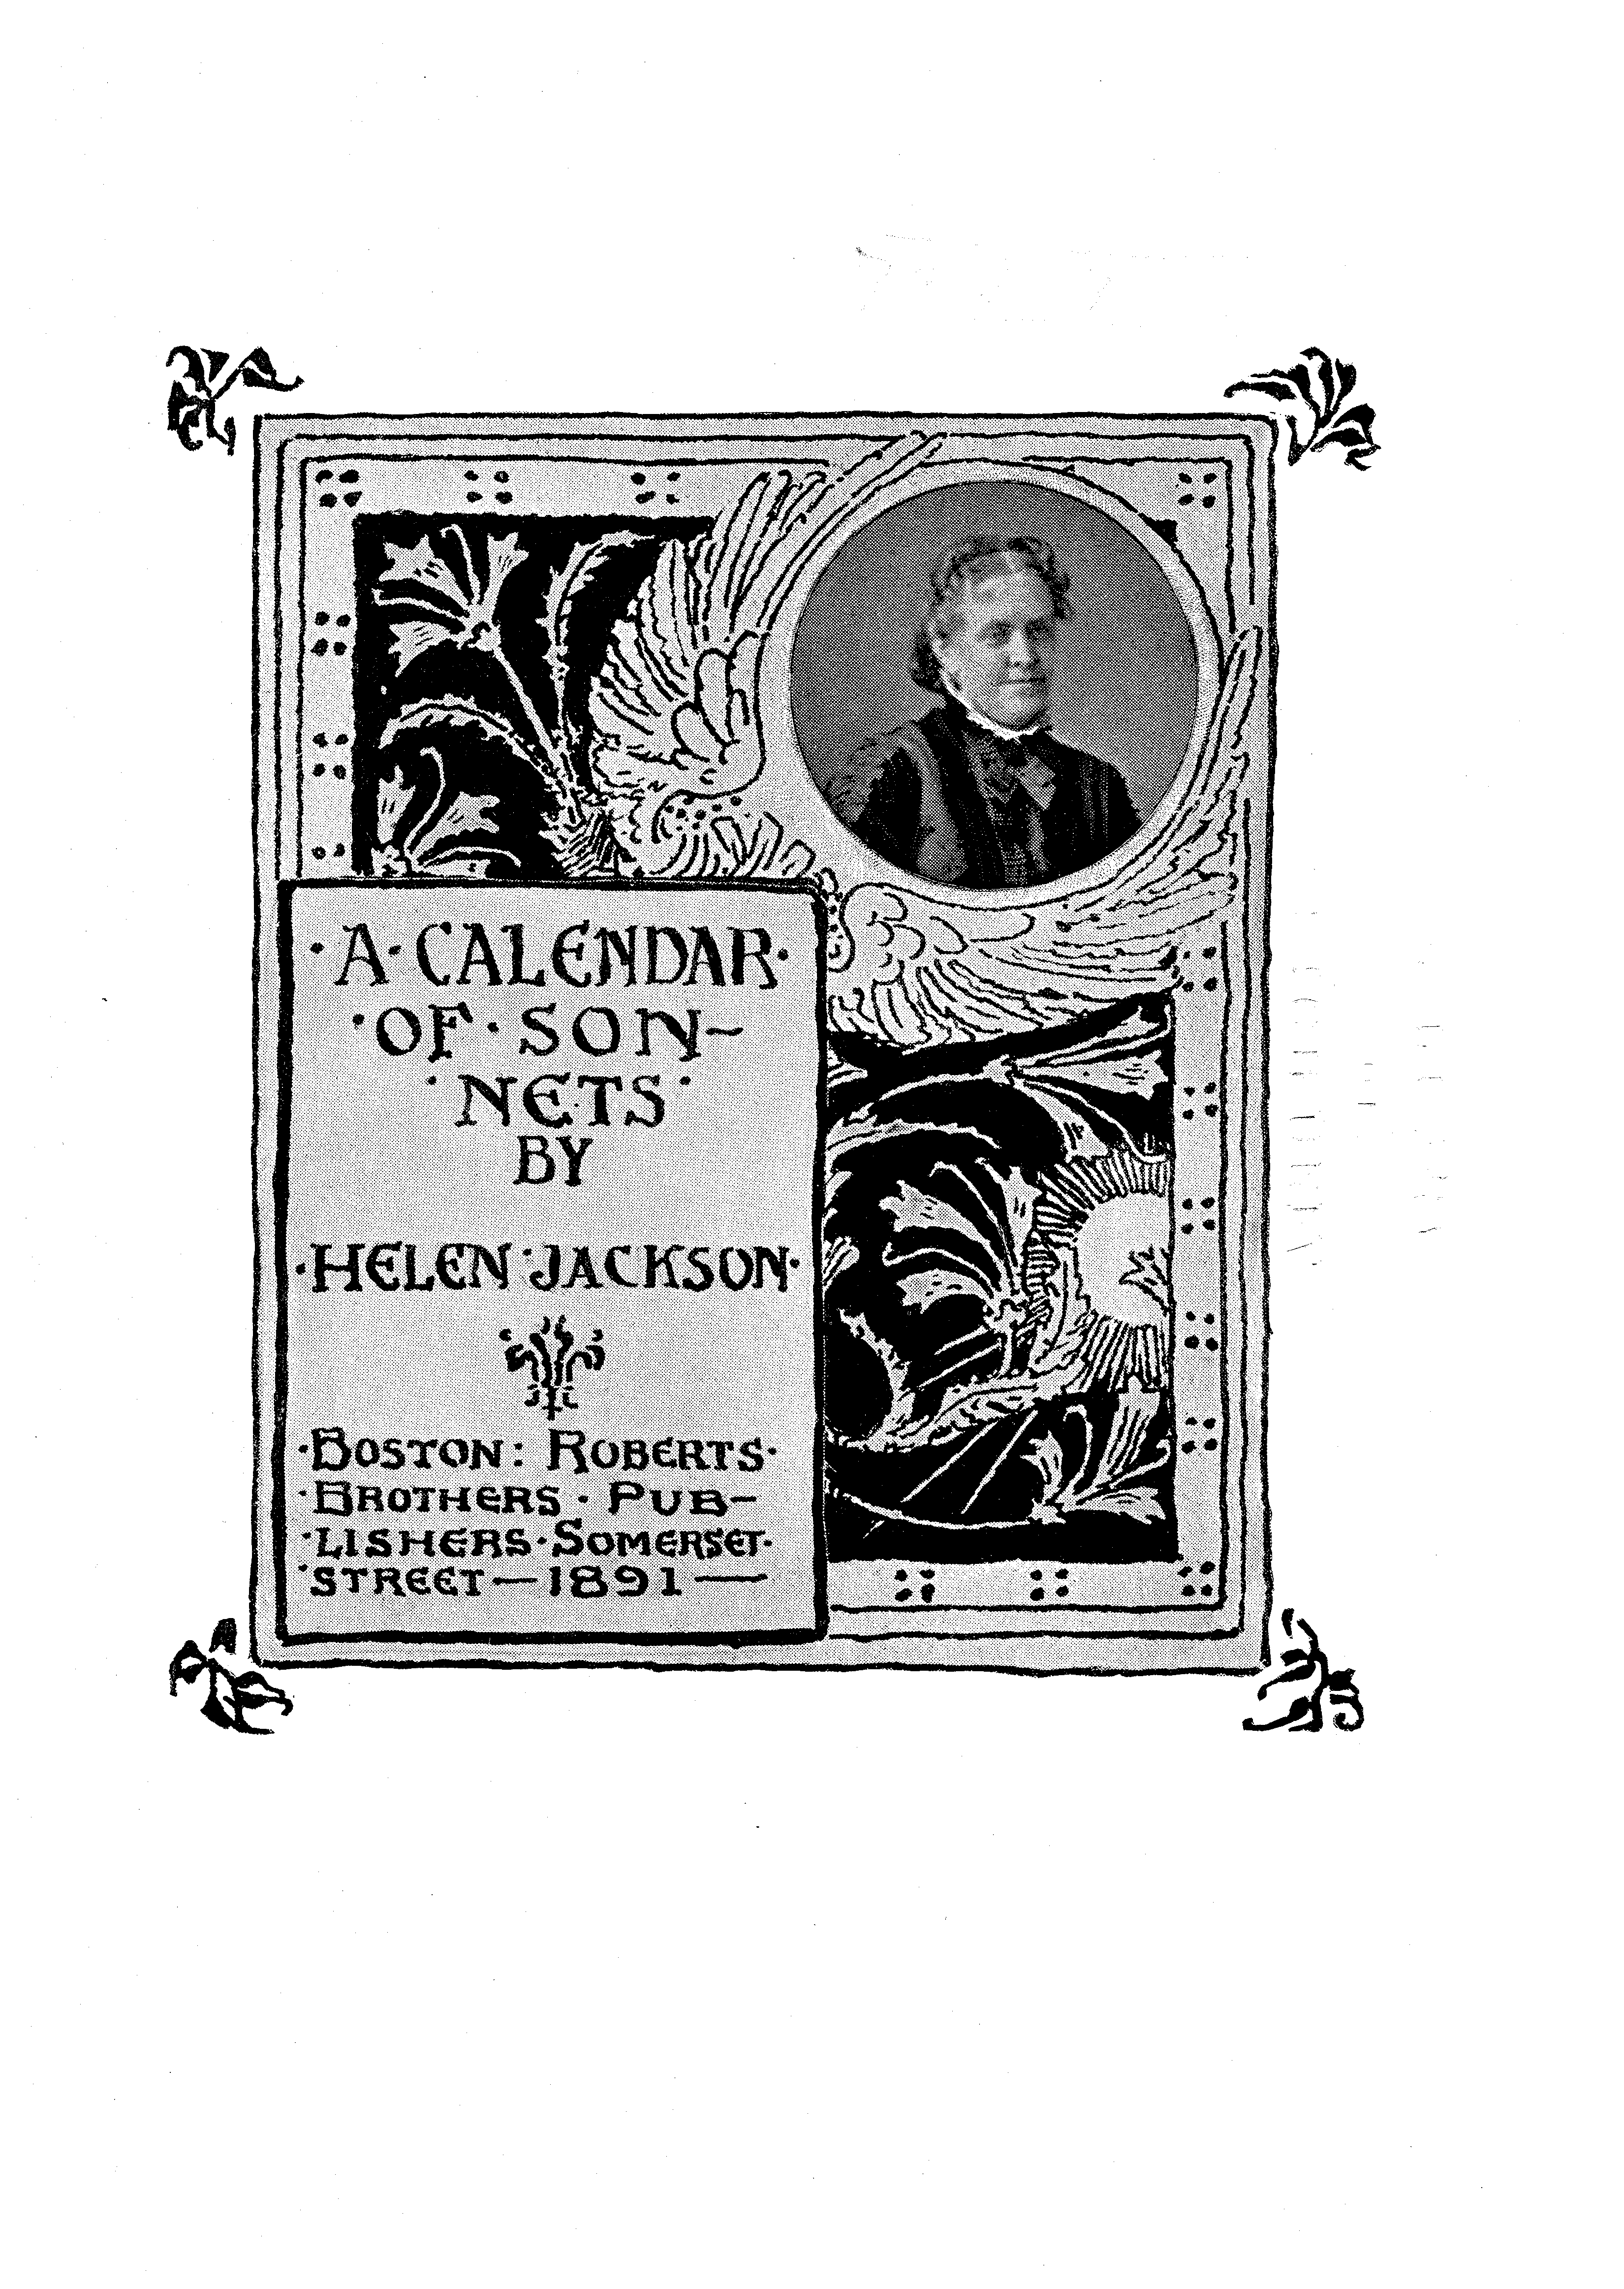 ·A·CALENDAR·
·OF·SON–
·NETS·
BY
·HELEN·JACKSON·
·BOSTON: ROBERTS·
·BROTHERS·PUB–
·LISHERS·SOMERSET·
·STREET—1891—